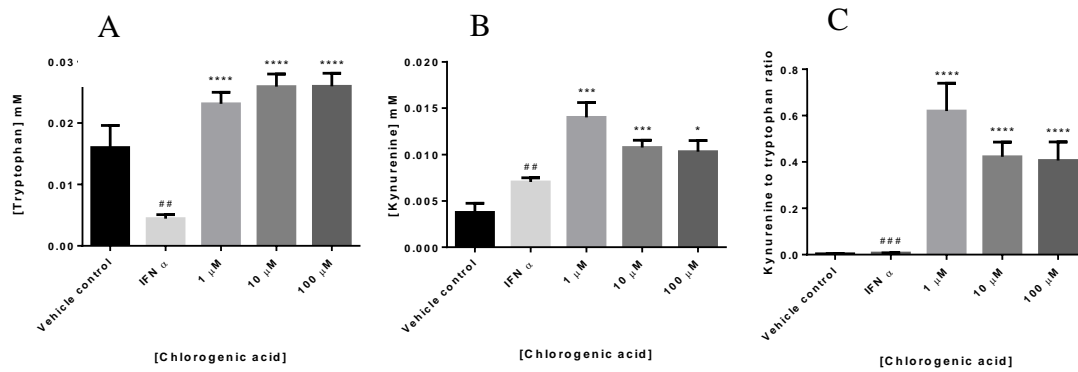 A
[Tryptophan] mM
0.03
0.02
0.01
0.00
##
****
****
****
Vehicle control
IFN α
1 μM
10 μM
100 μM
[Chlorogenic acid]
B
[Kynurenine] mM
0.020
0.015
0.010
0.005
0.000
##
***
***
*
Vehicle control
IFN α
1 μM
10 μM
100 μM
[Chlorogenic acid]
C
Kynurenine to tryptophan ratio
0.8
0.6
0.4
0.2
0.0
###
****
****
****
Vehicle control
IFN α
1 μM
10 μM
100 μM
[Chlorogenic acid]